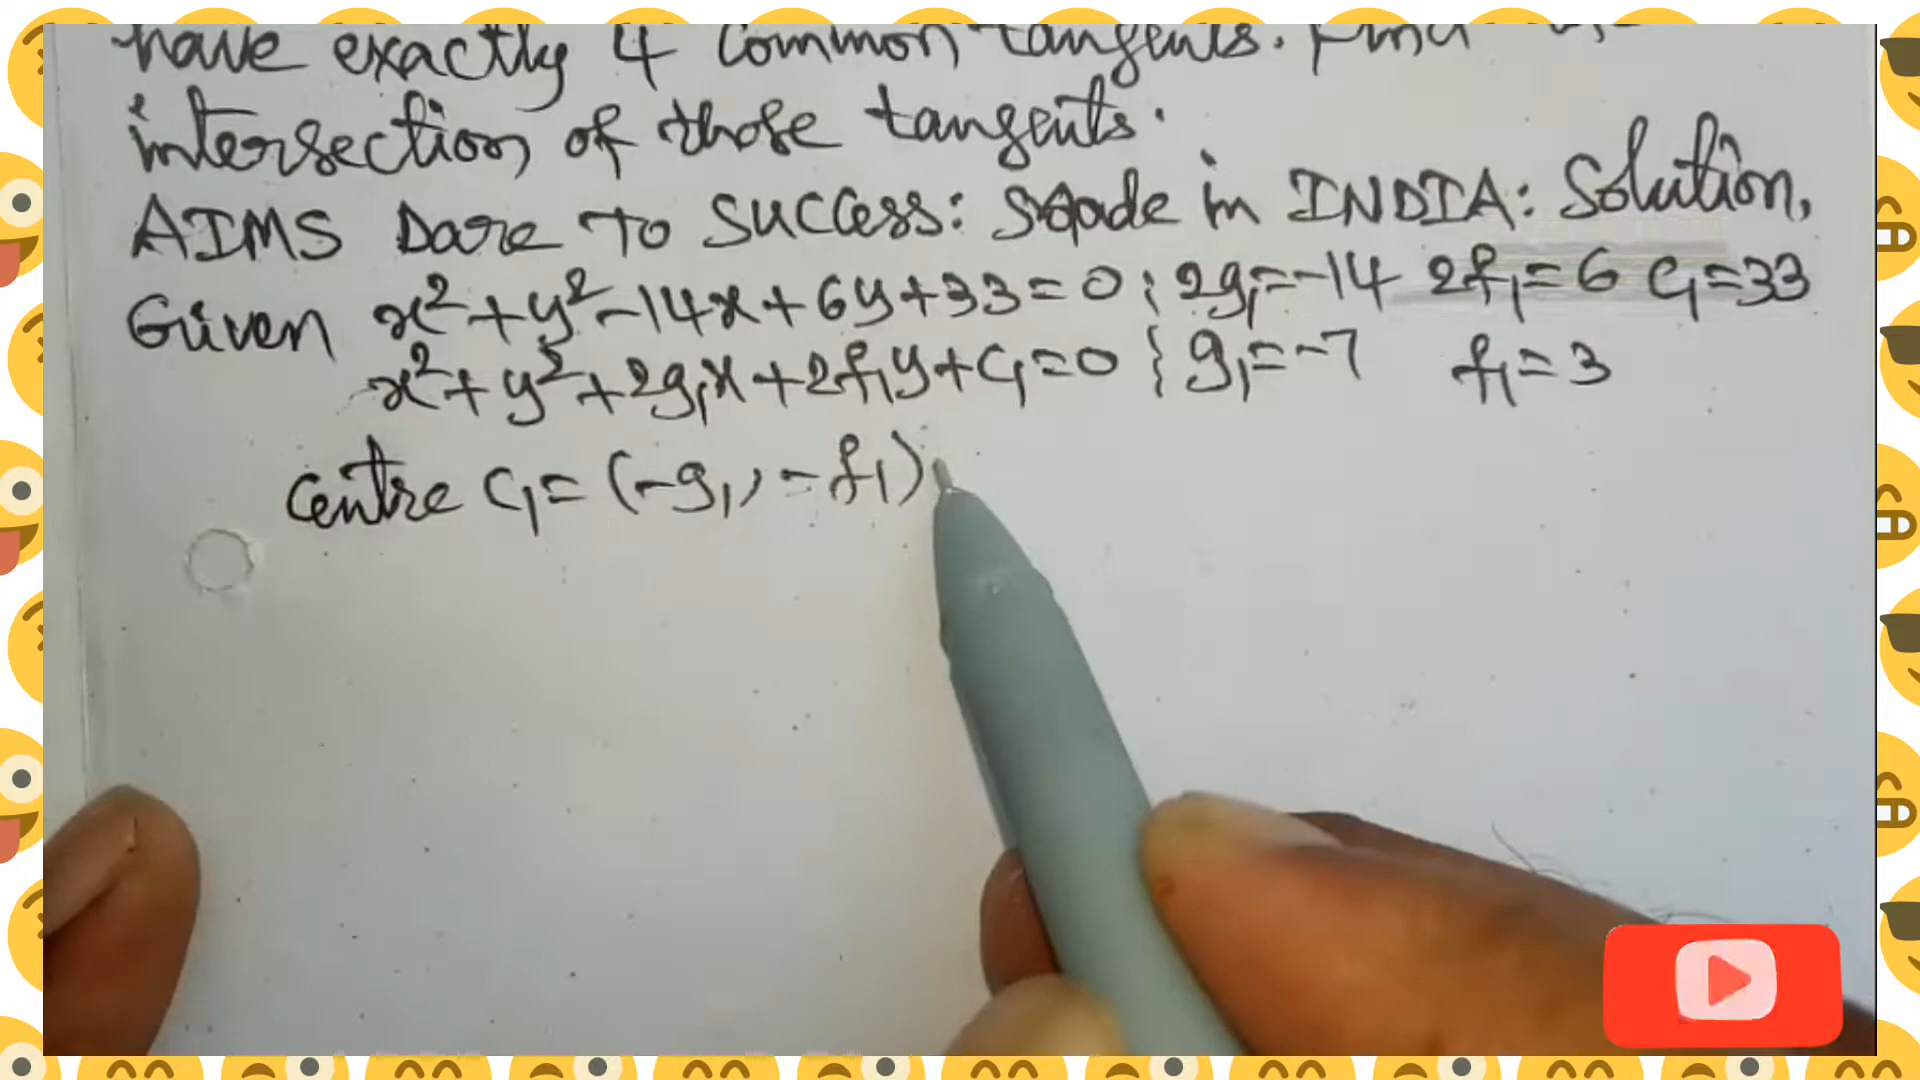 have exactly 4 common tangents. Find
intersection of those tangents.
AIMS Dare To Success: Made in INDIA: Solution,
Given x²+y²-14x+6y+33=0 } 2g₁=-14 2f₁=6 C₁=33
x²+y²+2g₁x+2f₁y+C₁=0 } g₁=-7 f₁=3
Centre C₁=(-g₁, -f₁)